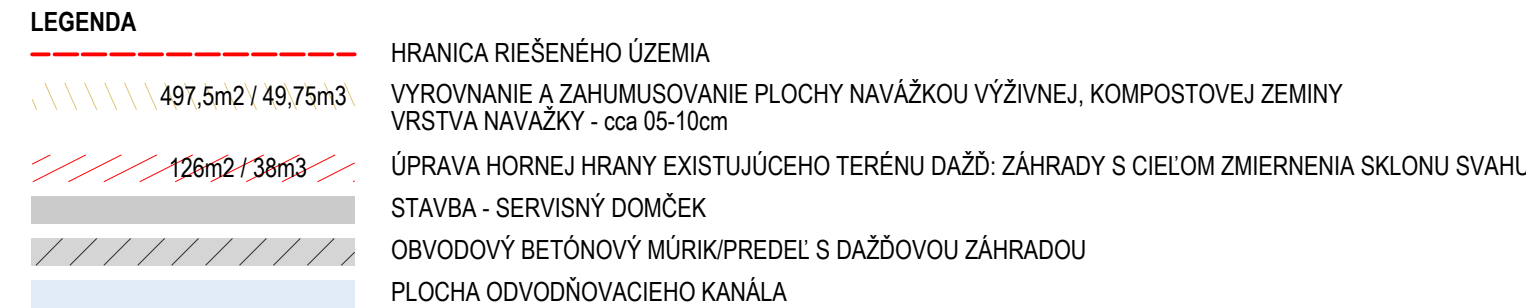 LEGENDA
HRANICA RIEŠENÉHO ÚZEMIA
497,5m2 / 49,75m3 VYROVNANIE A ZAHUMUSOVANIE PLOCHY NAVÁŽKOU VÝŽIVNEJ, KOMPOSTOVEJ ZEMINY
VRSTVA NAVAŽKY - cca 05-10cm
126m2 / 38m3 ÚPRAVA HORNEJ HRANY EXISTUJÚCEHO TERÉNU DAŽĎ: ZÁHRADY S CIEĽOM ZMIERNENIA SKLONU SVAHU
STAVBA - SERVISNÝ DOMČEK
OBVODOVÝ BETÓNOVÝ MÚRIK/PREDEĽ S DAŽĎOVOU ZÁHRADOU
PLOCHA ODVODŇOVACIEHO KANÁLA